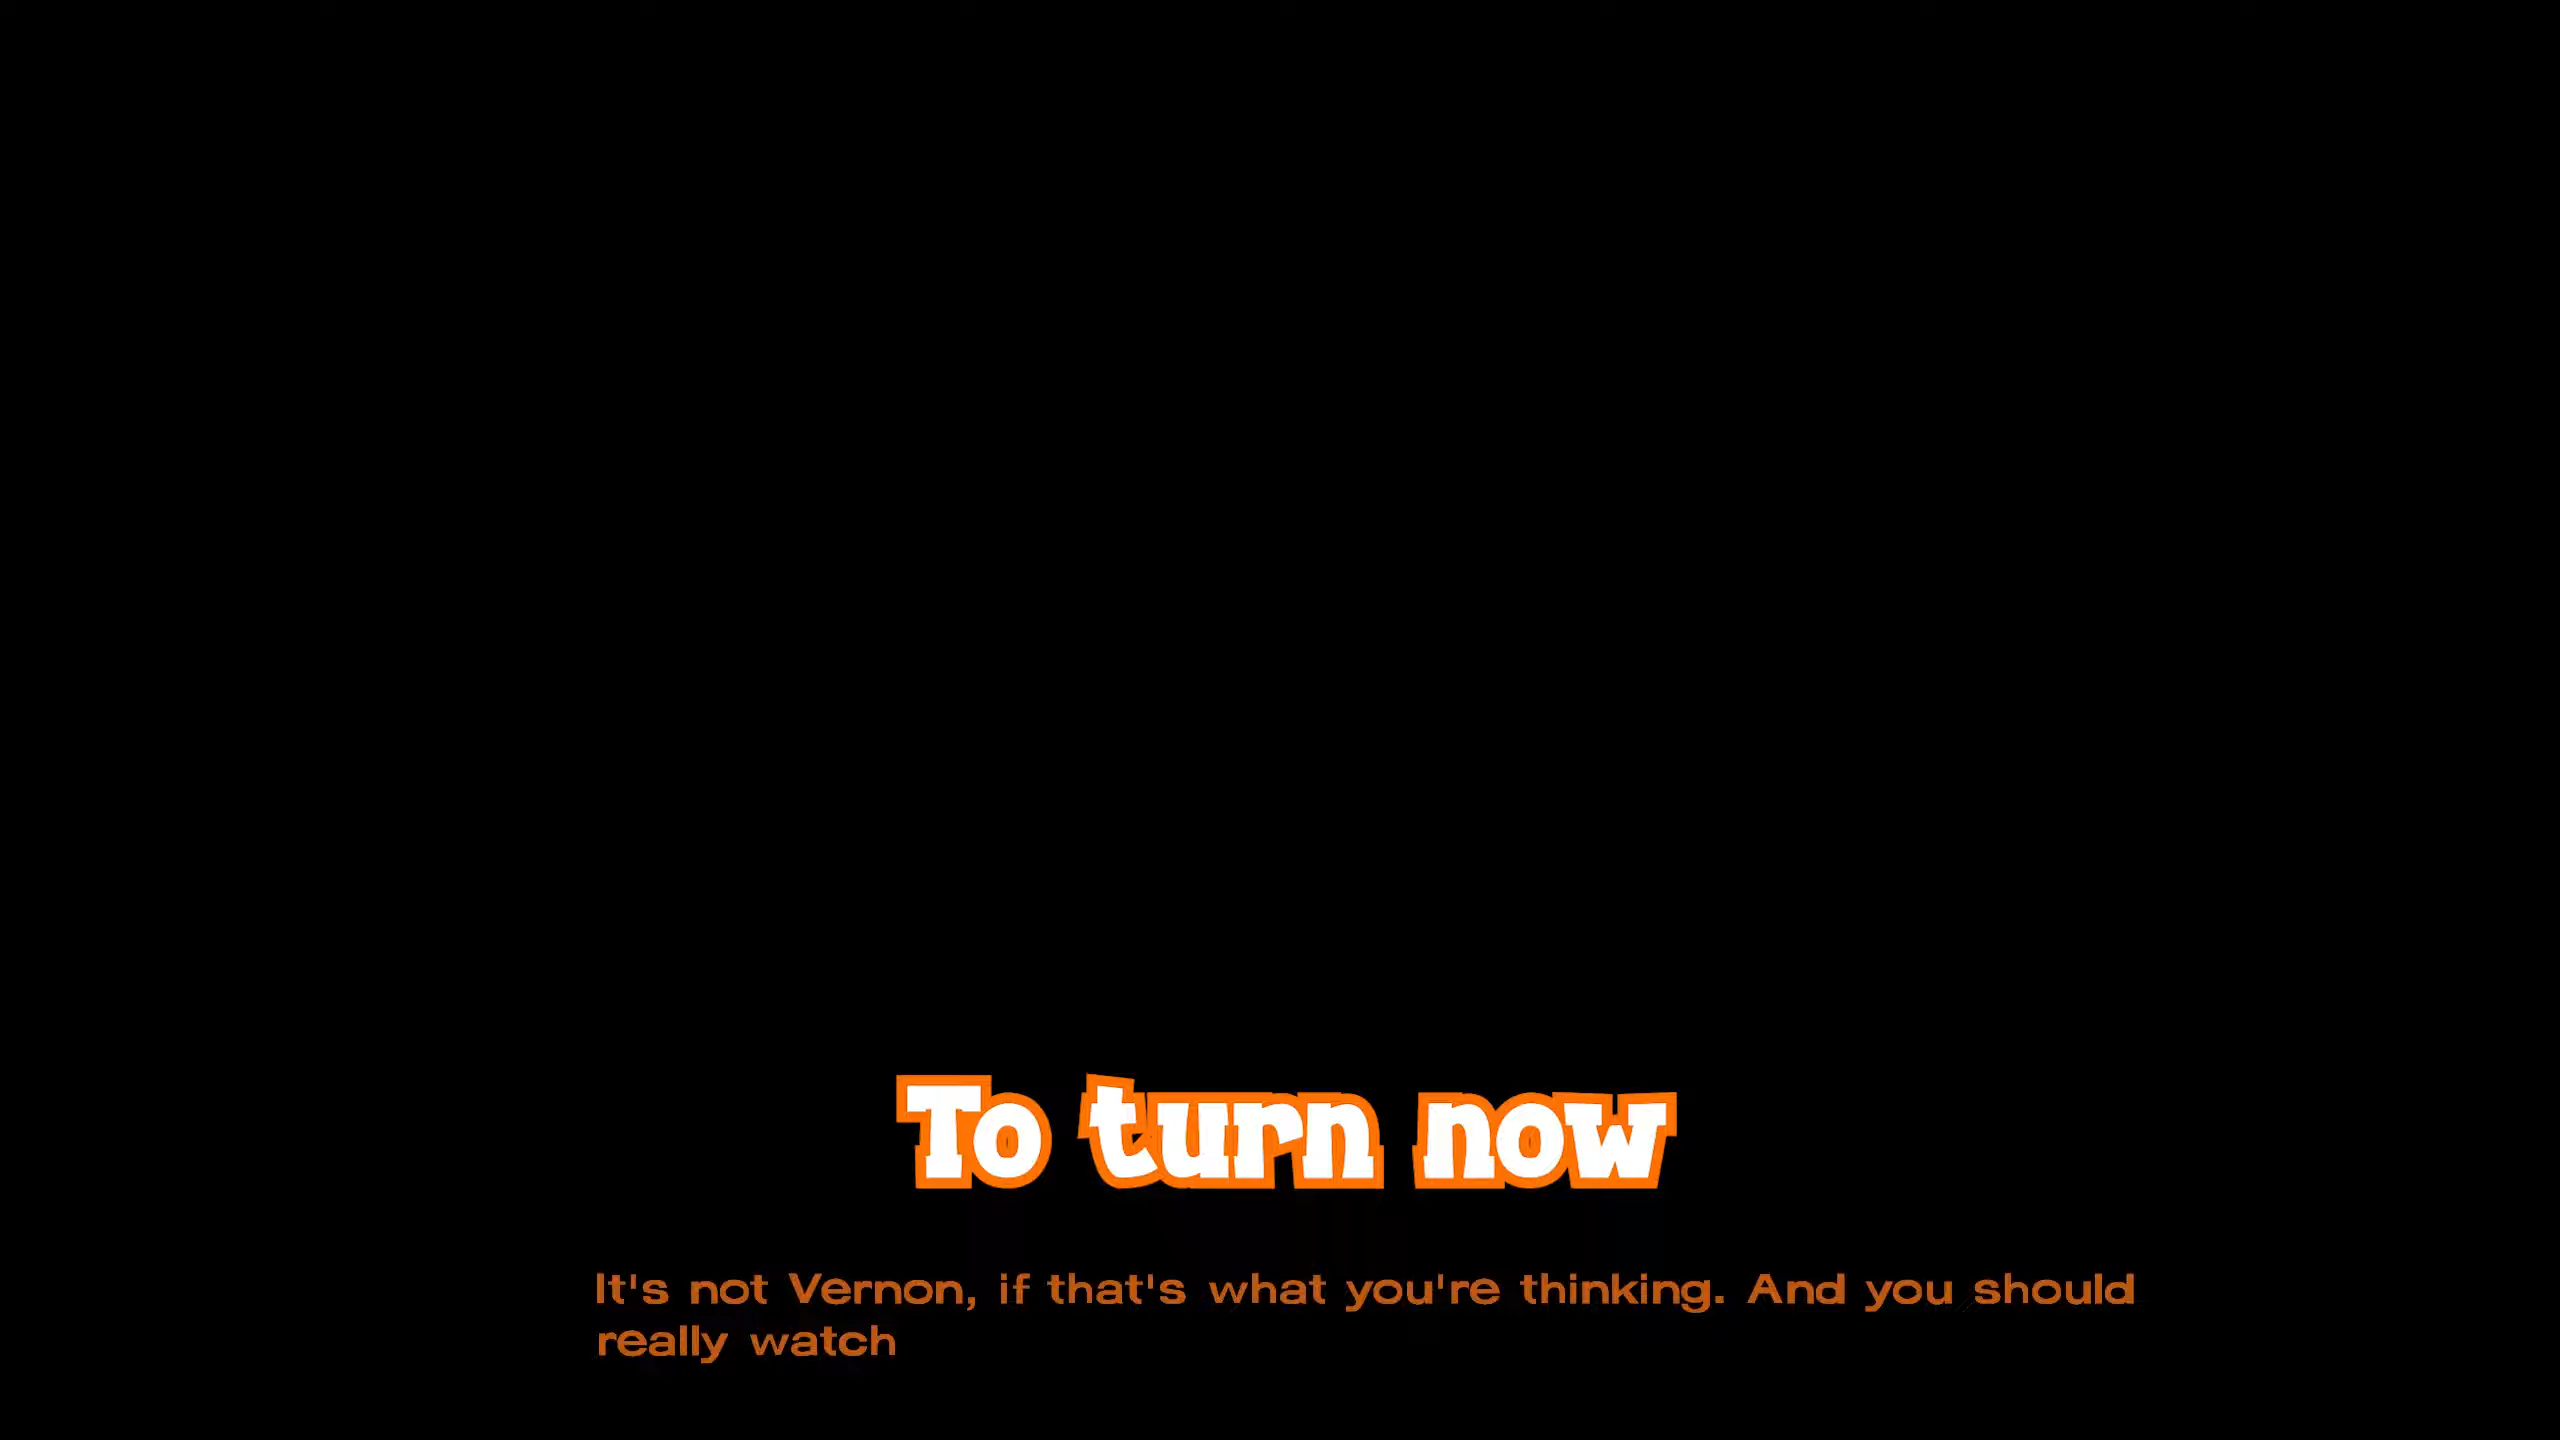 To turn now
It's not Vernon, if that's what you're thinking. And you should
really watch